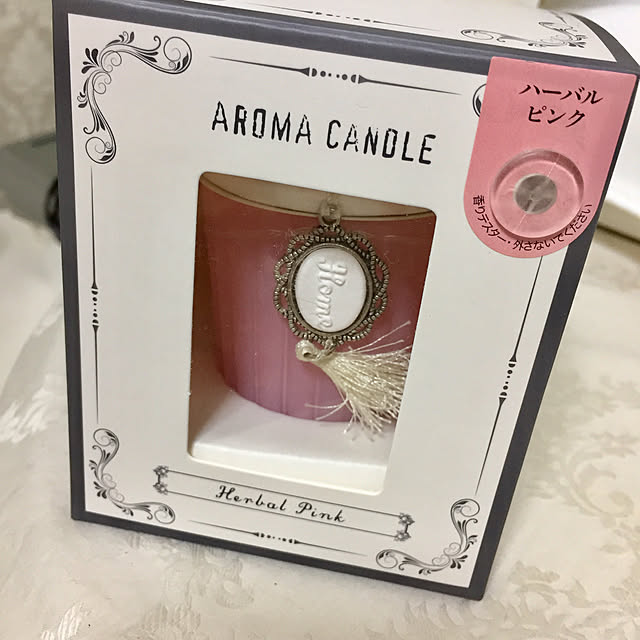 AROMA CANDLE
ハーバル
ピンク
香りテスター・外さないでください
Home
Herbal Pink